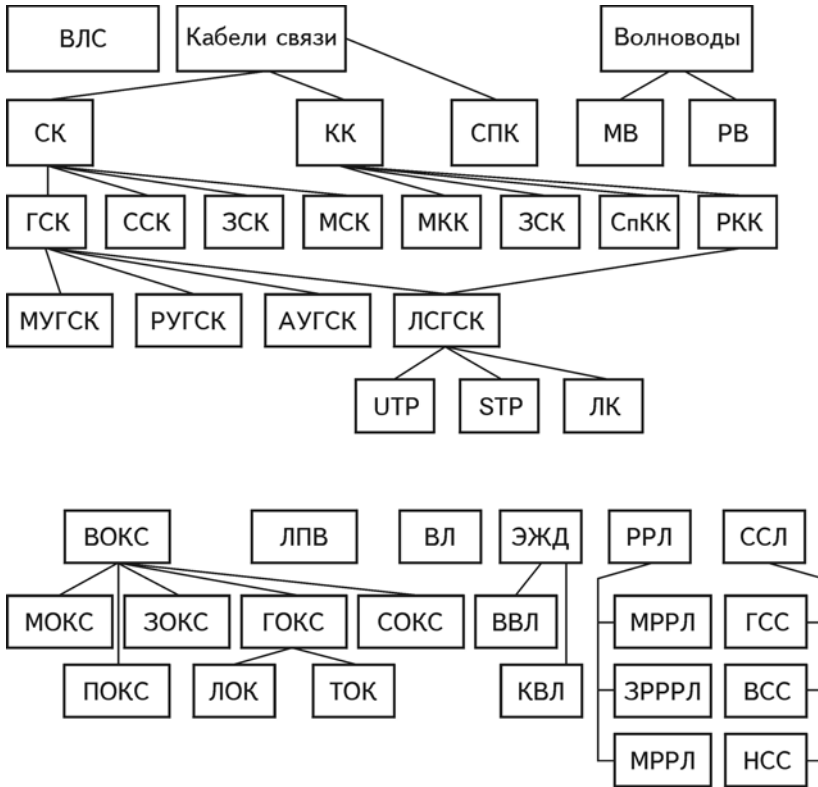 ВЛС
Кабели связи
Волноводы
СК
КК
СПК
МВ
РВ
ГСК
ССК
ЗСК
МСК
МКК
ЗСК
СпКК
РКК
МУГСК
РУГСК
АУГСК
ЛСГСК
UTP
STP
ЛК
ВОКС
ЛПВ
ВЛ
ЭЖД
РРЛ
ССЛ
МОКС
ЗОКС
ГОКС
СОКС
ВВЛ
МРРЛ
ГСС
ПОКС
ЛОК
ТОК
КВЛ
ЗРРРЛ
ВСС
МРРЛ
НСС